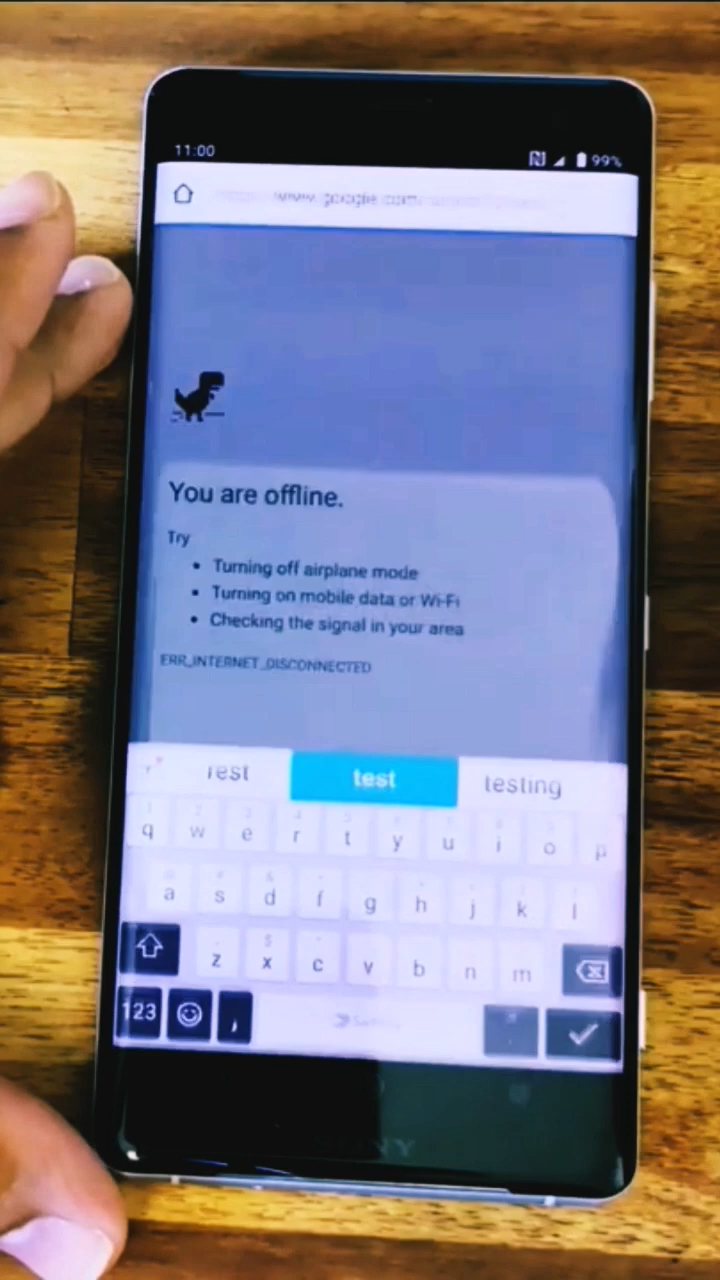 11:00
99%
www.google.com
You are offline.
Try
• Turning off airplane mode
• Turning on mobile data or Wi-Fi
• Checking the signal in your area
ERR_INTERNET_DISCONNECTED
test testing
q w e r t y u i o p
a s d f g h j k l
z x c v b n m
123 ,
SONY